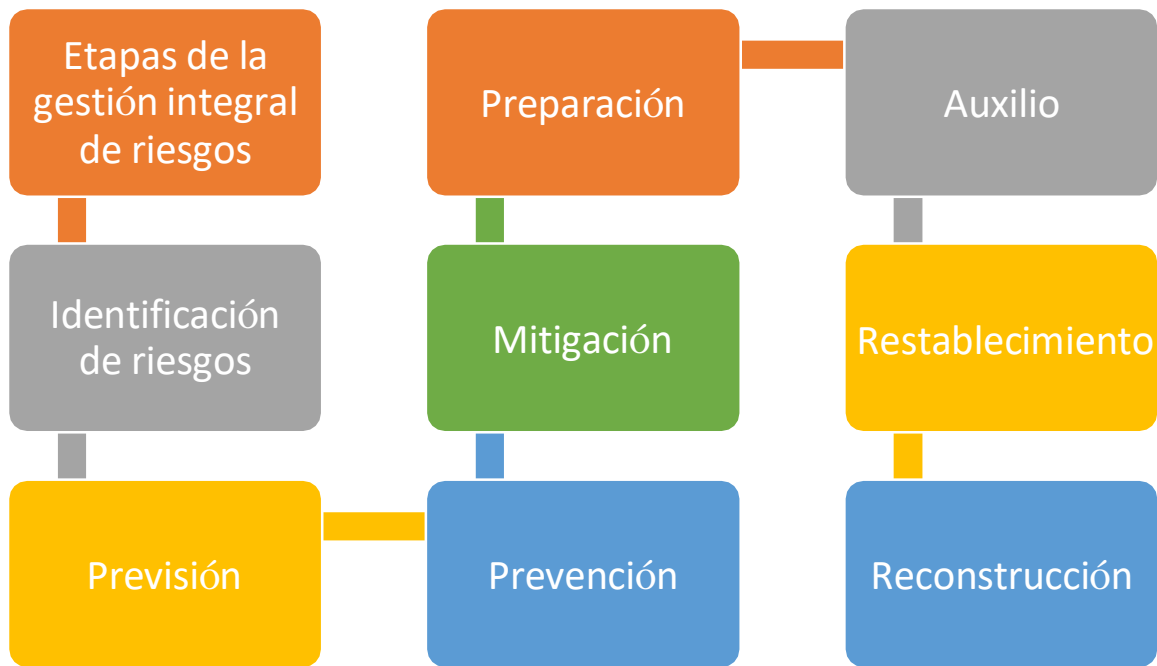 Etapas de la
gestión integral
de riesgos
Identificación
de riesgos
Previsión
Prevención
Mitigación
Preparación
Auxilio
Restablecimiento
Reconstrucción